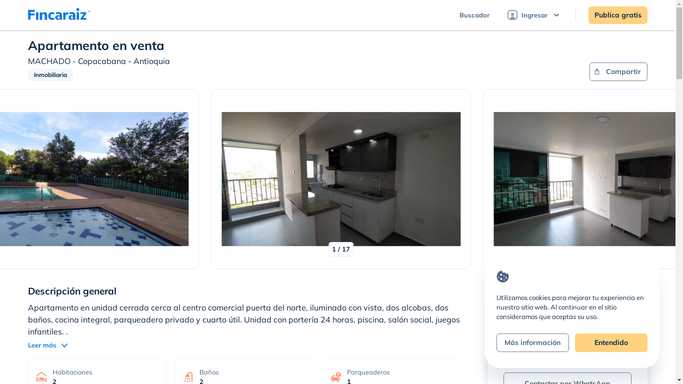 Fincaraiz
Buscador
Ingresar
Publica gratis
Apartamento en venta
MACHADO - Copacabana - Antioquia
Inmobiliaria
Compartir
1 / 17
Descripción general
Apartamento en unidad cerrada cerca al centro comercial puerta del norte, iluminado con vista, dos alcobas, dos
baños, cocina integral, parqueadero privado y cuarto útil. Unidad con portería 24 horas, piscina, salón social, juegos
infantiles. .
Leer más
Habitaciones
2
Baños
2
Parqueaderos
1
Utilizamos cookies para mejorar tu experiencia en
nuestro sitio web. Al continuar en el sitio
consideramos que aceptas su uso.
Más información
Entendido
Contactar por WhatsApp